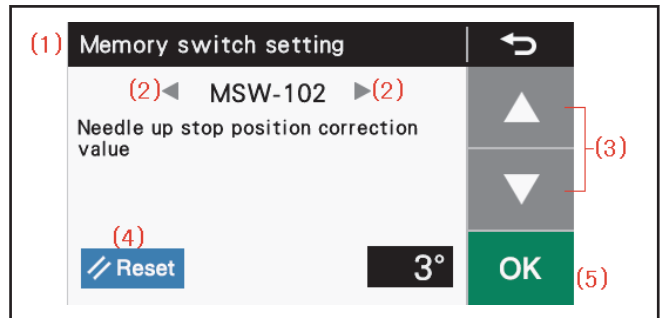 (1) Memory switch setting
(2) MSW-102 (2)
Needle up stop position correction
value
(3)
(4)
Reset
3°
OK
(5)